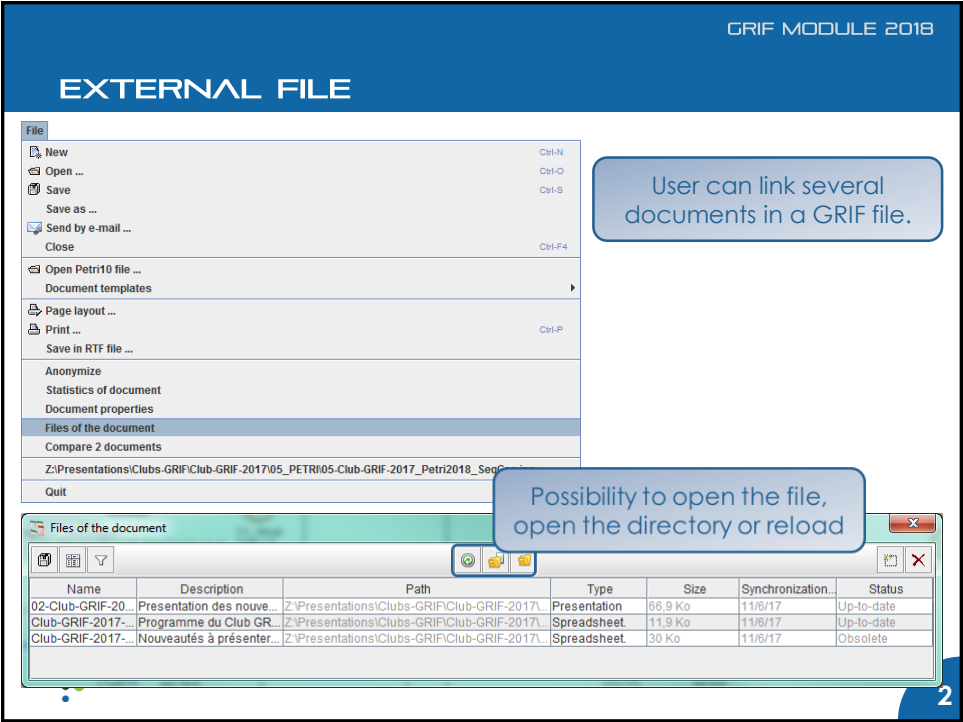 GRIF MODULE 2018
EXTERNAL FILE
File
New Ctrl-N
Open ... Ctrl-O
Save Ctrl-S
Save as ...
Send by e-mail ...
Close Ctrl-F4
Open Petri10 file ...
Document templates
Page layout ...
Print ... Ctrl-P
Save in RTF file ...
Anonymize
Statistics of document
Document properties
Files of the document
Compare 2 documents
Z:\Presentations\Clubs-GRIF\Club-GRIF-2017\05_PETRI\05-Club-GRIF-2017_Petri2018_
Quit
User can link several
documents in a GRIF file.
Possibility to open the file,
open the directory or reload
Files of the document
Name Description Path Type Size Synchronization... Status
02-Club-GRIF-20... Presentation des nouve... Z:\Presentations\Clubs-GRIF\Club-GRIF-2017\... Presentation 66,9 Ko 11/6/17 Up-to-date
Club-GRIF-2017-... Programme du Club GR... Z:\Presentations\Clubs-GRIF\Club-GRIF-2017\... Spreadsheet. 11,9 Ko 11/6/17 Up-to-date
Club-GRIF-2017-... Nouveautés à présenter... Z:\Presentations\Clubs-GRIF\Club-GRIF-2017\... Spreadsheet. 30 Ko 11/6/17 Obsolete
2